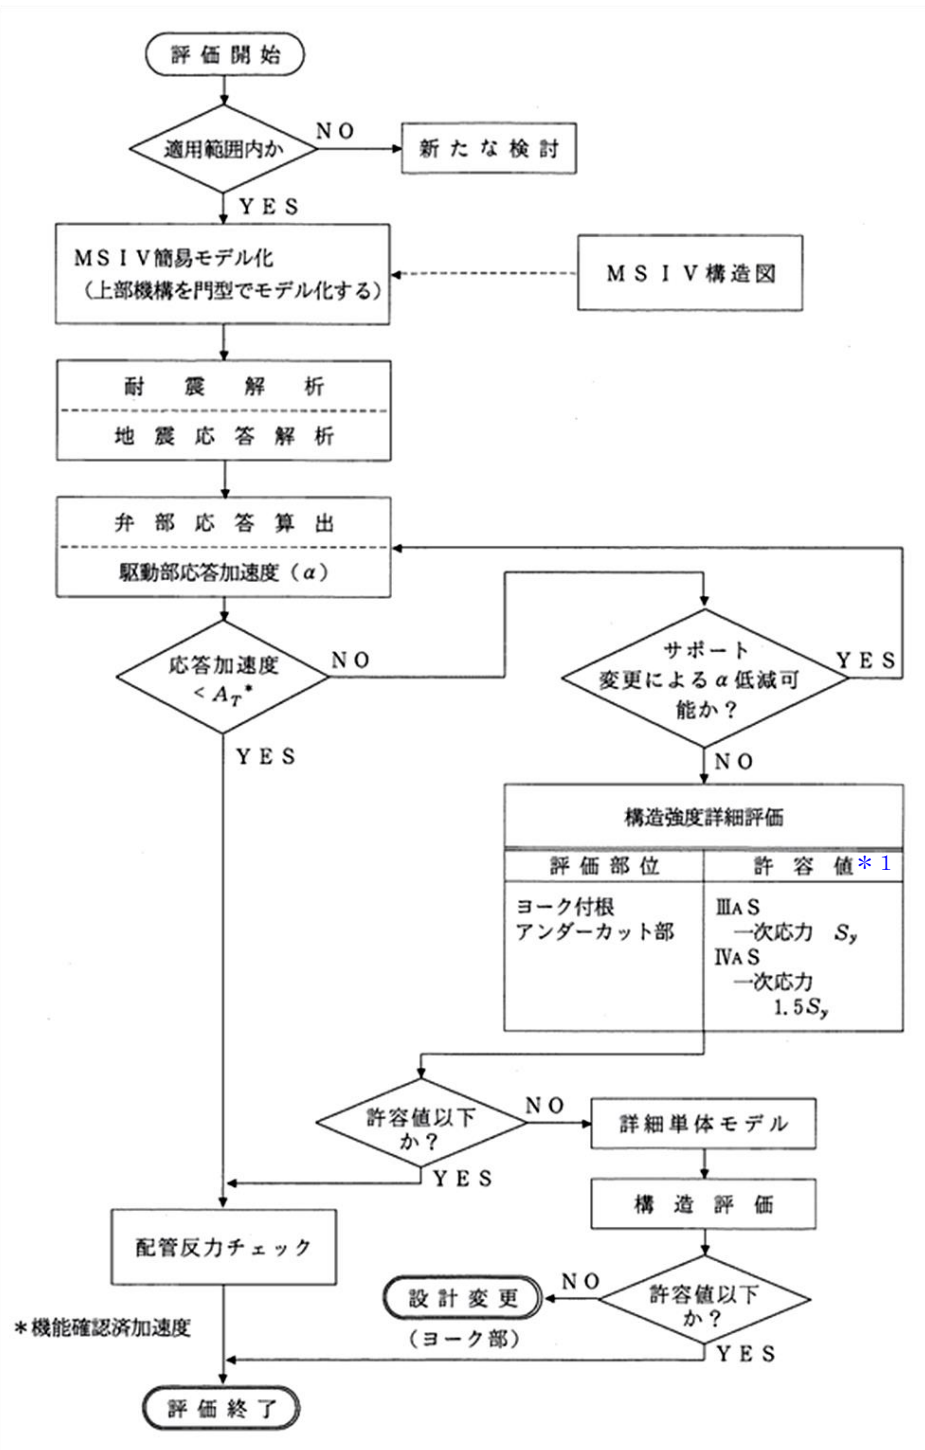 評価開始
適用範囲内か
NO
新たな検討
YES
MSIV簡易モデル化
(上部機構を門型でモデル化する)
MSIV構造図
耐震解析
地震応答解析
弁部応答算出
駆動部応答加速度(α)
応答加速度
< A_T*
NO
サポート
変更によるα低減可
能か?
YES
YES
NO
構造強度詳細評価
評価部位
許容値*1
ヨーク付根
アンダーカット部
ⅢAS
一次応力 Sy
ⅣAS
一次応力
1.5Sy
許容値以下
か?
NO
詳細単体モデル
YES
構造評価
配管反力チェック
許容値以下
か?
NO
設計変更
(ヨーク部)
YES
*機能確認済加速度
評価終了